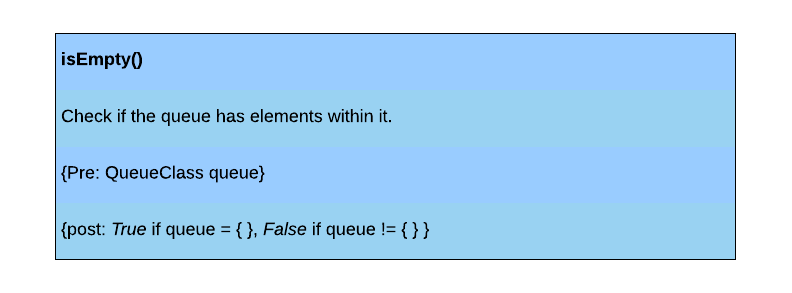 isEmpty()
Check if the queue has elements within it.
{Pre: QueueClass queue}
{post: True if queue = { }, False if queue != { } }